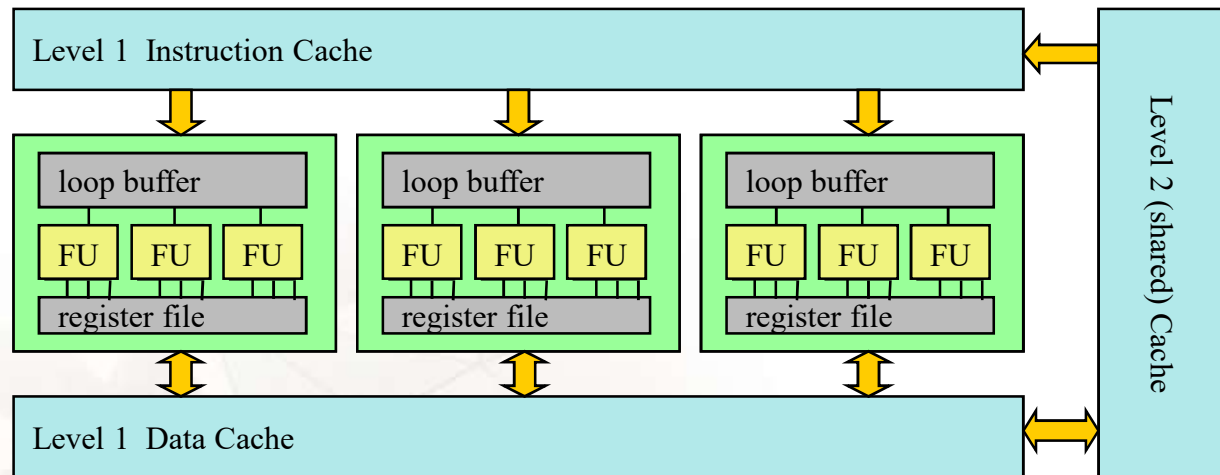 Level 1 Instruction Cache
loop buffer
FU FU FU
register file
loop buffer
FU FU FU
register file
loop buffer
FU FU FU
register file
Level 1 Data Cache
Level 2 (shared) Cache